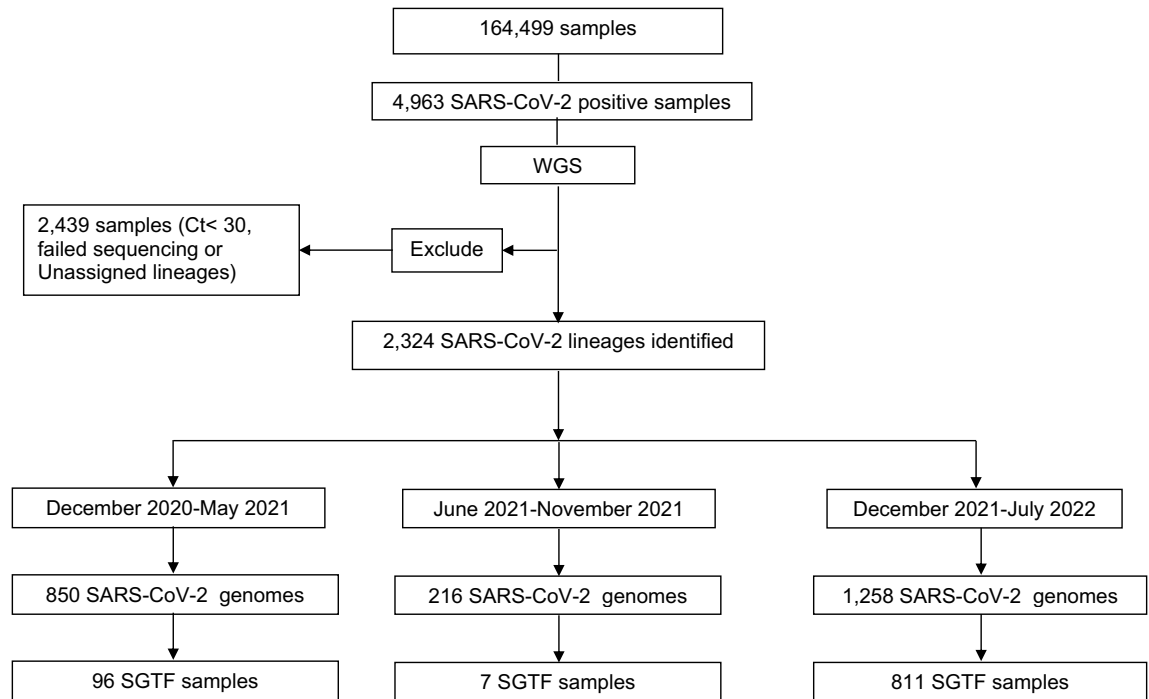 164,499 samples
4,963 SARS-CoV-2 positive samples
WGS
2,439 samples (Ct< 30,
failed sequencing or
Unassigned lineages)
Exclude
2,324 SARS-CoV-2 lineages identified
December 2020-May 2021
June 2021-November 2021
December 2021-July 2022
850 SARS-CoV-2 genomes
216 SARS-CoV-2 genomes
1,258 SARS-CoV-2 genomes
96 SGTF samples
7 SGTF samples
811 SGTF samples